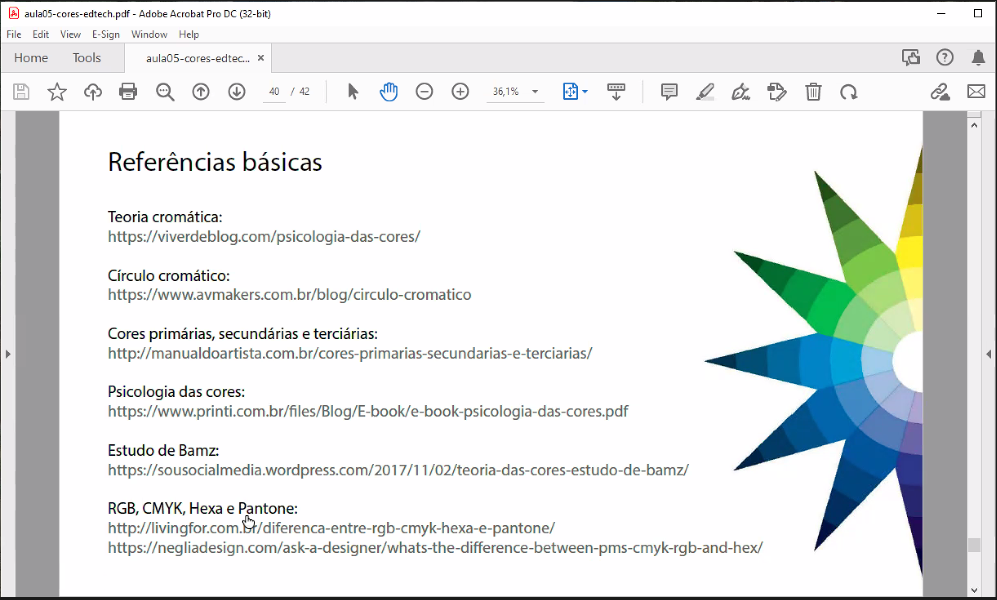 aula05-cores-edtech.pdf - Adobe Acrobat Pro DC (32-bit)
File Edit View E-Sign Window Help
Home Tools aula05-cores-edtec... ×
40 / 42 36,1%
Referências básicas
Teoria cromática:
https://viverdeblog.com/psicologia-das-cores/
Círculo cromático:
https://www.avmakers.com.br/blog/circulo-cromatico
Cores primárias, secundárias e terciárias:
http://manualdoartista.com.br/cores-primarias-secundarias-e-terciarias/
Psicologia das cores:
https://www.printi.com.br/files/Blog/E-book/e-book-psicologia-das-cores.pdf
Estudo de Bamz:
https://sousocialmedia.wordpress.com/2017/11/02/teoria-das-cores-estudo-de-bamz/
RGB, CMYK, Hexa e Pantone:
http://livingfor.com.br/diferenca-entre-rgb-cmyk-hexa-e-pantone/
https://negliadesign.com/ask-a-designer/whats-the-difference-between-pms-cmyk-rgb-and-hex/